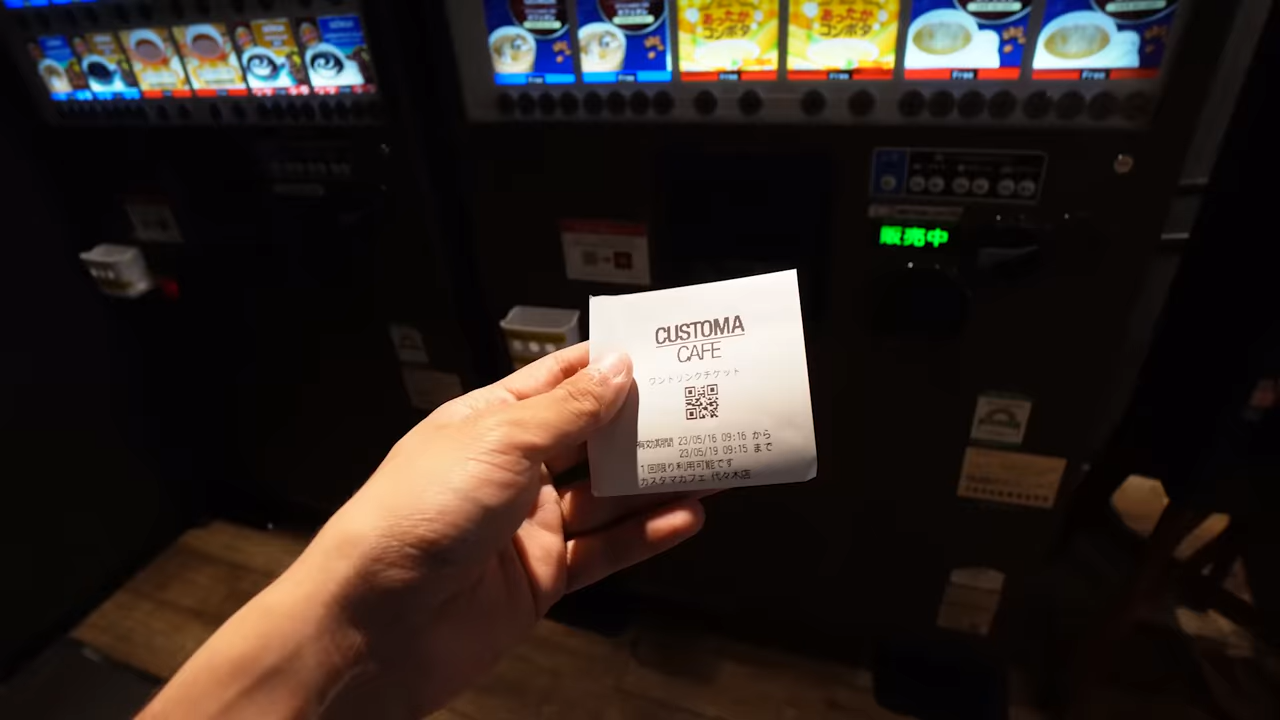 あったか
コンポタ
あったか
コンポタ
Free
Free
Free
Free
Free
Free
販売中
CUSTOMA
CAFE
ワンドリンクチケット
有効期間 23/05/16 09:16 から
23/05/19 09:15 まで
1回限り利用可能です
カスタマカフェ 代々木店